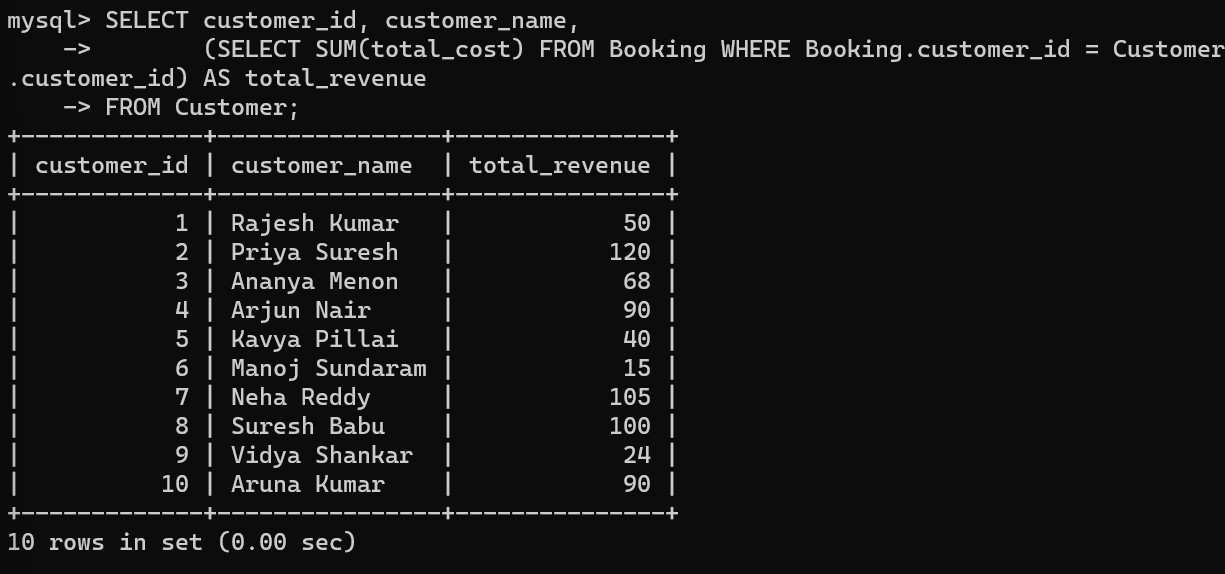 mysql> SELECT customer_id, customer_name,
    ->        (SELECT SUM(total_cost) FROM Booking WHERE Booking.customer_id = Customer
.customer_id) AS total_revenue
    -> FROM Customer;
+-------------+----------------+---------------+
| customer_id | customer_name  | total_revenue |
+-------------+----------------+---------------+
|           1 | Rajesh Kumar   |            50 |
|           2 | Priya Suresh   |           120 |
|           3 | Ananya Menon   |            68 |
|           4 | Arjun Nair     |            90 |
|           5 | Kavya Pillai   |            40 |
|           6 | Manoj Sundaram |            15 |
|           7 | Neha Reddy     |           105 |
|           8 | Suresh Babu    |           100 |
|           9 | Vidya Shankar  |            24 |
|          10 | Aruna Kumar    |            90 |
+-------------+----------------+---------------+
10 rows in set (0.00 sec)